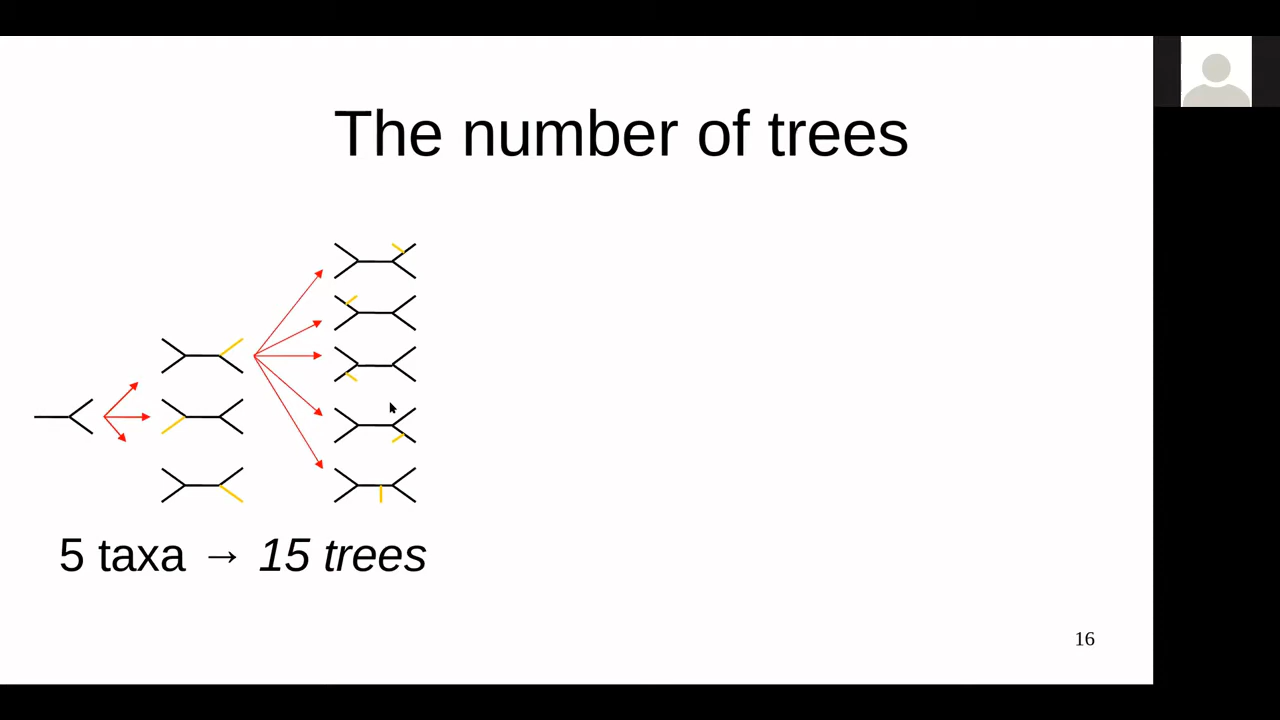 The number of trees
5 taxa → 15 trees
16